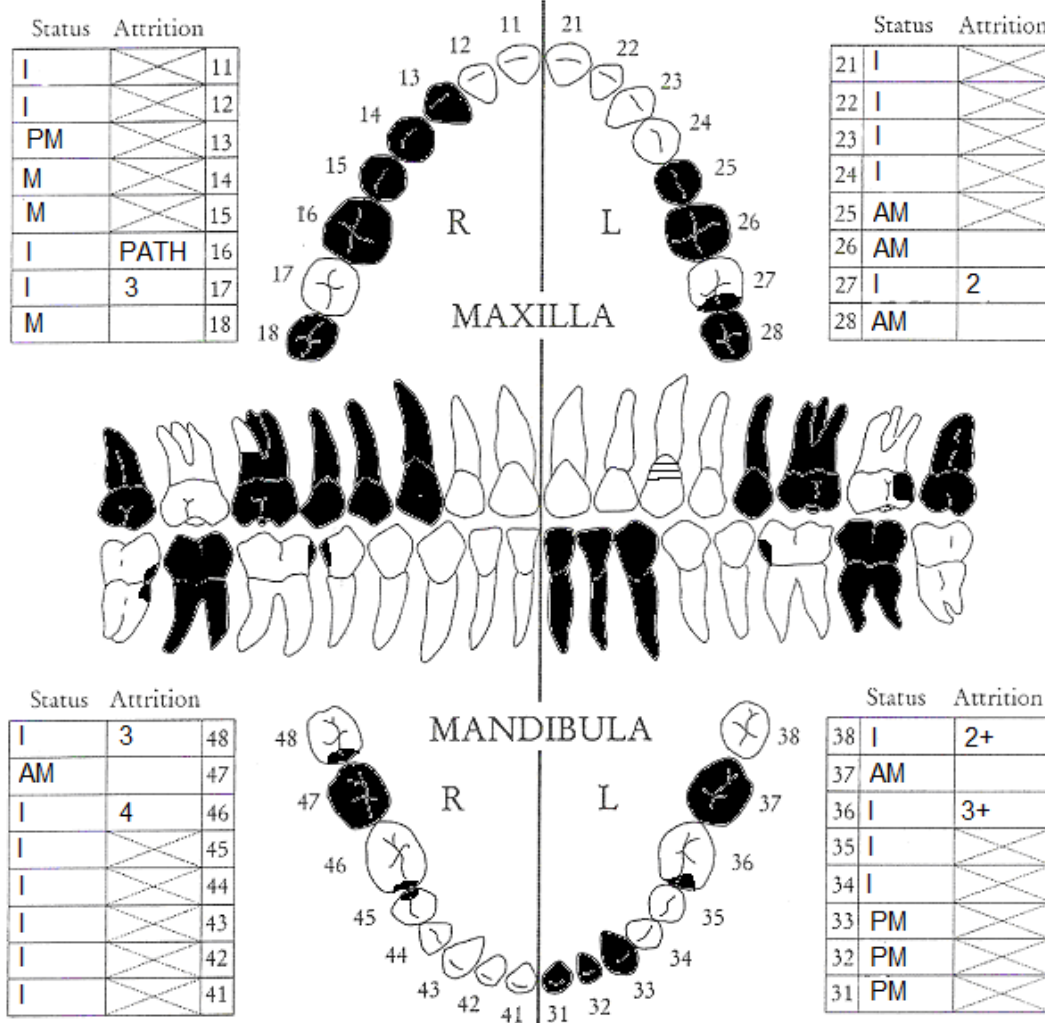 Status Attrition
I 11
I 12
PM 13
M 14
M 15
I PATH 16
I 3 17
M 18
11
12
13
14
15
16
17
18
R
21
22
23
24
25
26
27
28
L
MAXILLA
Status Attrition
21 I
22 I
23 I
24 I
25 AM
26 AM
27 I 2
28 AM
Status Attrition
I 3 48
AM 47
I 4 46
I 45
I 44
I 43
I 42
I 41
MANDIBULA
48
47
46
45
44
43
42
41
R
38
37
36
35
34
33
32
31
L
Status Attrition
38 I 2+
37 AM
36 I 3+
35 I
34 I
33 PM
32 PM
31 PM